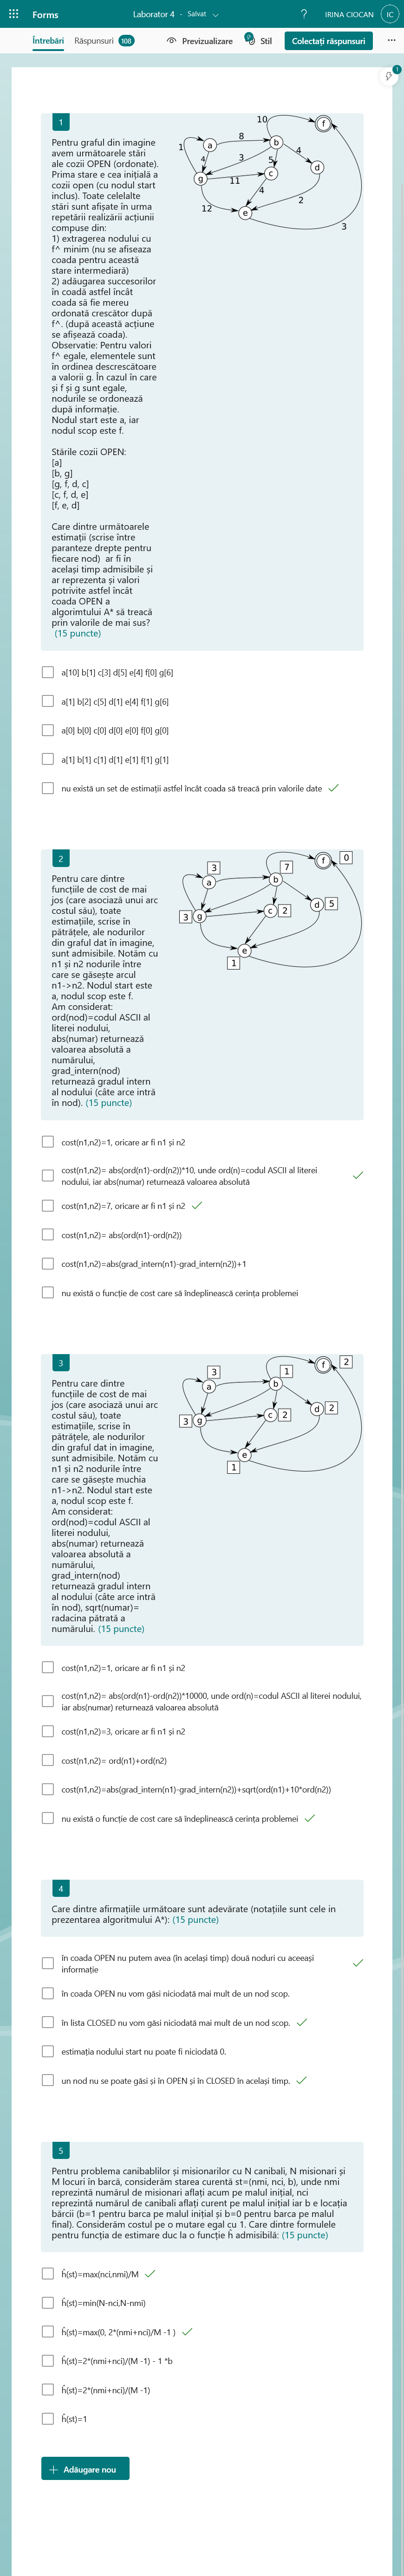 Forms
Laborator 4 - Salvat
?
IRINA CIOCAN
IC
Întrebări
Răspunsuri
108
Previzualizare
Stil
Colectați răspunsuri
...
1
1
Pentru graful din imagine
avem următoarele stări
ale cozii OPEN (ordonate).
Prima stare e cea inițială a
cozii open (cu nodul start
inclus). Toate celelalte
stări sunt afișate în urma
repetării realizării acțiunii
compuse din:
1) extragerea nodului cu
f^ minim (nu se afiseaza
coada pentru această
stare intermediară)
2) adăugarea succesorilor
în coadă astfel încât
coada să fie mereu
ordonată crescător după
f^. (după această acțiune
se afișează coada).
Observatie: Pentru valori
f^ egale, elementele sunt
în ordinea descrescătoare
a valorii g. În cazul în care
și f și g sunt egale,
nodurile se ordonează
după informație.
Nodul start este a, iar
nodul scop este f.
Stările cozii OPEN:
[a]
[b, g]
[g, f, d, c]
[c, f, d, e]
[f, e, d]
Care dintre următoarele
estimații (scrise între
paranteze drepte pentru
fiecare nod) ar fi în
același timp admisibile și
ar reprezenta și valori
potrivite astfel încât
coada OPEN a
algorimtului A* să treacă
prin valorile de mai sus?
(15 puncte)
10
f
1
a
8
b
4
4
3
5
d
g
11
c
4
2
12
e
3
a[10] b[1] c[3] d[5] e[4] f[0] g[6]
a[1] b[2] c[5] d[1] e[4] f[1] g[6]
a[0] b[0] c[0] d[0] e[0] f[0] g[0]
a[1] b[1] c[1] d[1] e[1] f[1] g[1]
nu există un set de estimații astfel încât coada să treacă prin valorile date
2
Pentru care dintre
funcțiile de cost de mai
jos (care asociază unui arc
costul său), toate
estimațiile, scrise în
pătrățele, ale nodurilor
din graful dat în imagine,
sunt admisibile. Notăm cu
n1 și n2 nodurile între
care se găsește arcul
n1->n2. Nodul start este
a, nodul scop este f.
Am considerat:
ord(nod)=codul ASCII al
literei nodului,
abs(numar) returnează
valoarea absolută a
numărului,
grad_intern(nod)
returnează gradul intern
al nodului (câte arce intră
în nod). (15 puncte)
f
0
3
7
a
b
d
5
3
g
c
2
e
1
cost(n1,n2)=1, oricare ar fi n1 și n2
cost(n1,n2)= abs(ord(n1)-ord(n2))*10, unde ord(n)=codul ASCII al literei
nodului, iar abs(numar) returnează valoarea absolută
cost(n1,n2)=7, oricare ar fi n1 și n2
cost(n1,n2)= abs(ord(n1)-ord(n2))
cost(n1,n2)=abs(grad_intern(n1)-grad_intern(n2))+1
nu există o funcție de cost care să îndeplinească cerința problemei
3
Pentru care dintre
funcțiile de cost de mai
jos (care asociază unui arc
costul său), toate
estimațiile, scrise în
pătrățele, ale nodurilor
din graful dat in imagine,
sunt admisibile. Notăm cu
n1 și n2 nodurile între
care se găsește muchia
n1->n2. Nodul start este
a, nodul scop este f.
Am considerat:
ord(nod)=codul ASCII al
literei nodului,
abs(numar) returnează
valoarea absolută a
numărului,
grad_intern(nod)
returnează gradul intern
al nodului (câte arce intră
în nod), sqrt(numar)=
radacina pătrată a
numărului. (15 puncte)
f
2
3
1
a
b
d
2
3
g
c
2
e
1
cost(n1,n2)=1, oricare ar fi n1 și n2
cost(n1,n2)= abs(ord(n1)-ord(n2))*10000, unde ord(n)=codul ASCII al literei nodului,
iar abs(numar) returnează valoarea absolută
cost(n1,n2)=3, oricare ar fi n1 și n2
cost(n1,n2)= ord(n1)+ord(n2)
cost(n1,n2)=abs(grad_intern(n1)-grad_intern(n2))+sqrt(ord(n1)+10*ord(n2))
nu există o funcție de cost care să îndeplinească cerința problemei
4
Care dintre afirmațiile următoare sunt adevărate (notațiile sunt cele in
prezentarea algoritmului A*): (15 puncte)
în coada OPEN nu putem avea (în același timp) două noduri cu aceeași
informație
în coada OPEN nu vom găsi niciodată mai mult de un nod scop.
în lista CLOSED nu vom găsi niciodată mai mult de un nod scop.
estimația nodului start nu poate fi niciodată 0.
un nod nu se poate găsi și în OPEN și în CLOSED în același timp.
5
Pentru problema canibablilor și misionarilor cu N canibali, N misionari și
M locuri în barcă, considerăm starea curentă st=(nmi, nci, b), unde nmi
reprezintă numărul de misionari aflați acum pe malul inițial, nci
reprezintă numărul de canibali aflați curent pe malul inițial iar b e locația
bărcii (b=1 pentru barca pe malul inițial și b=0 pentru barca pe malul
final). Considerăm costul pe o mutare egal cu 1. Care dintre formulele
pentru funcția de estimare duc la o funcție ĥ admisibilă: (15 puncte)
ĥ(st)=max(nci,nmi)/M
ĥ(st)=min(N-nci,N-nmi)
ĥ(st)=max(0, 2*(nmi+nci)/M -1 )
ĥ(st)=2*(nmi+nci)/(M -1) - 1 *b
ĥ(st)=2*(nmi+nci)/(M -1)
ĥ(st)=1
Adăugare nou